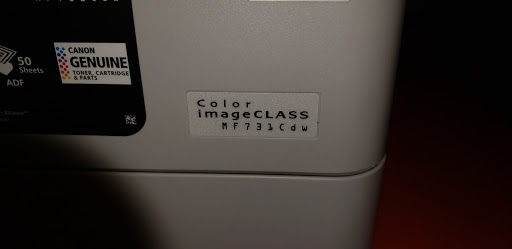 50
Sheets
ADF
CANON
GENUINE
TONER, CARTRIDGE
& PARTS
Color
imageCLASS
MF731Cdw